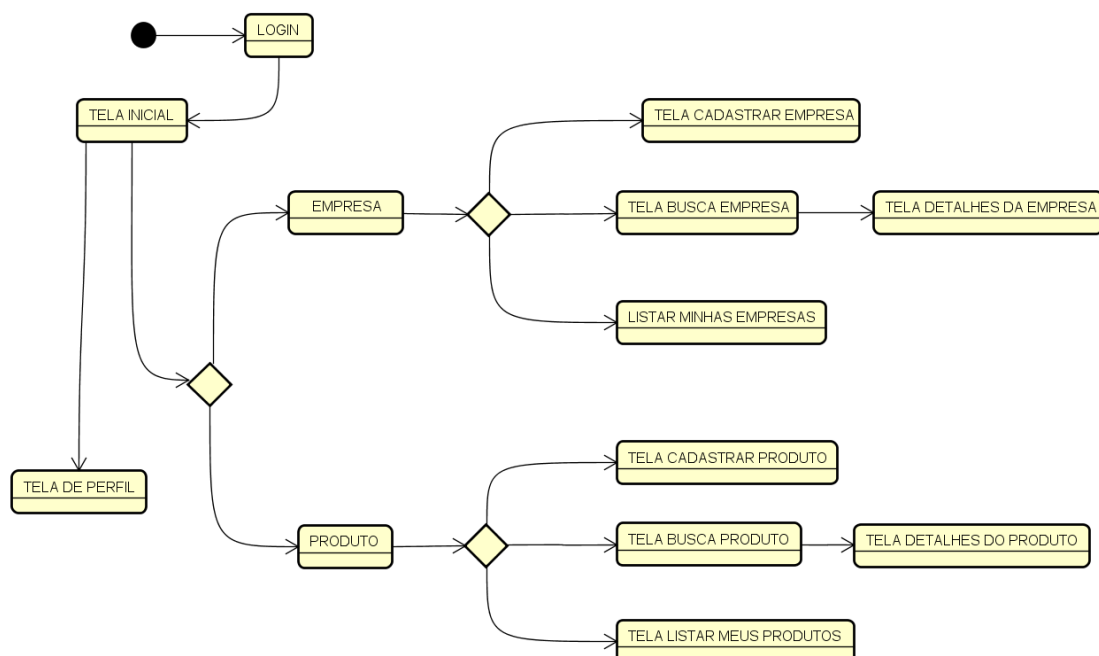 LOGIN
TELA INICIAL
TELA CADASTRAR EMPRESA
EMPRESA
TELA BUSCA EMPRESA
TELA DETALHES DA EMPRESA
LISTAR MINHAS EMPRESAS
TELA CADASTRAR PRODUTO
TELA DE PERFIL
PRODUTO
TELA BUSCA PRODUTO
TELA DETALHES DO PRODUTO
TELA LISTAR MEUS PRODUTOS